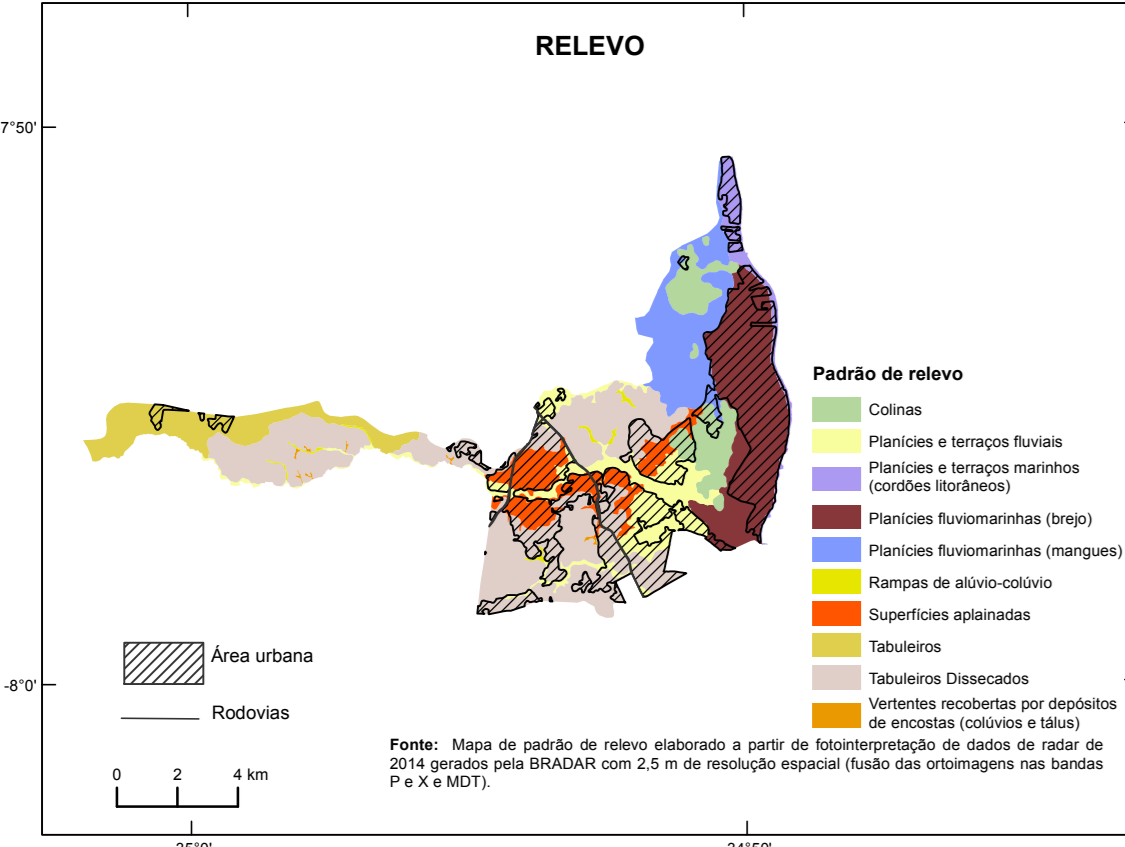 RELEVO
7°50'
Padrão de relevo
Colinas
Planícies e terraços fluviais
Planícies e terraços marinhos
(cordões litorâneos)
Planícies fluviomarinhas (brejo)
Planícies fluviomarinhas (mangues)
Rampas de alúvio-colúvio
Superfícies aplainadas
Tabuleiros
Tabuleiros Dissecados
Vertentes recobertas por depósitos
de encostas (colúvios e tálus)
Área urbana
-8°0'
Rodovias
Fonte: Mapa de padrão de relevo elaborado a partir de fotointerpretação de dados de radar de
2014 gerados pela BRADAR com 2,5 m de resolução espacial (fusão das ortoimagens nas bandas
P e X e MDT).
0 2 4 km